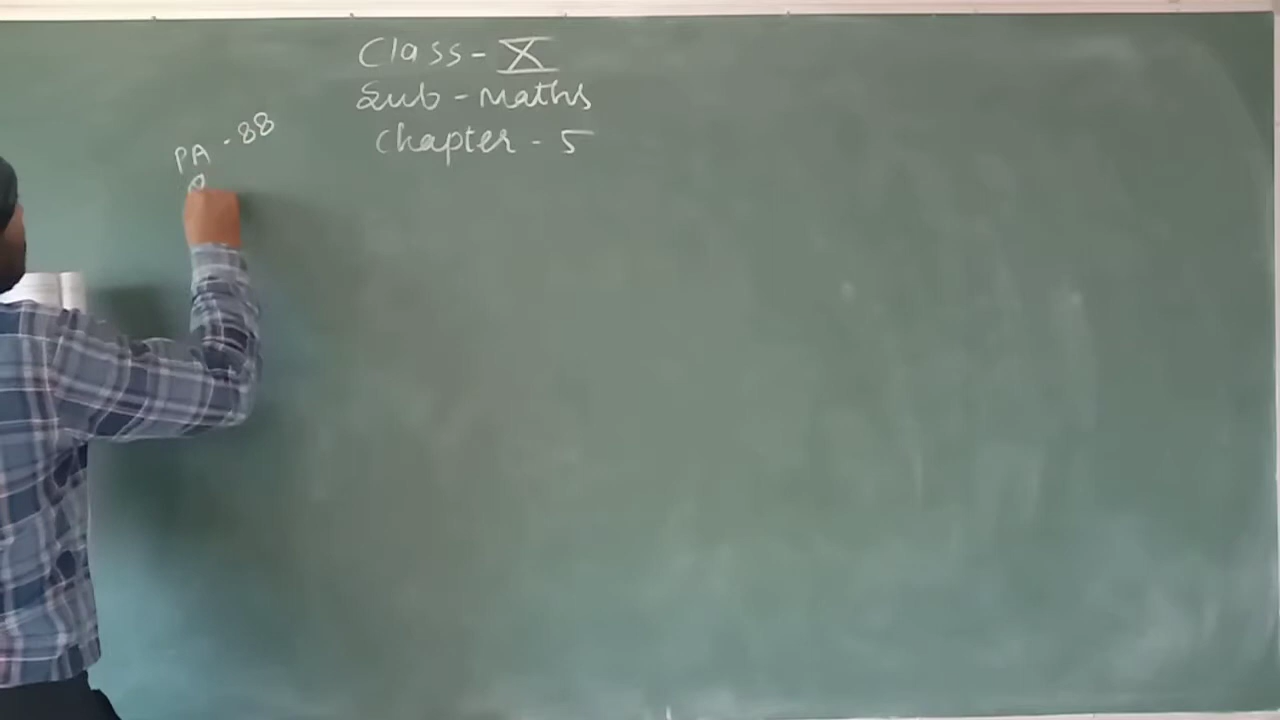 Class - X
Sub - Maths
Chapter - 5
PA - 88